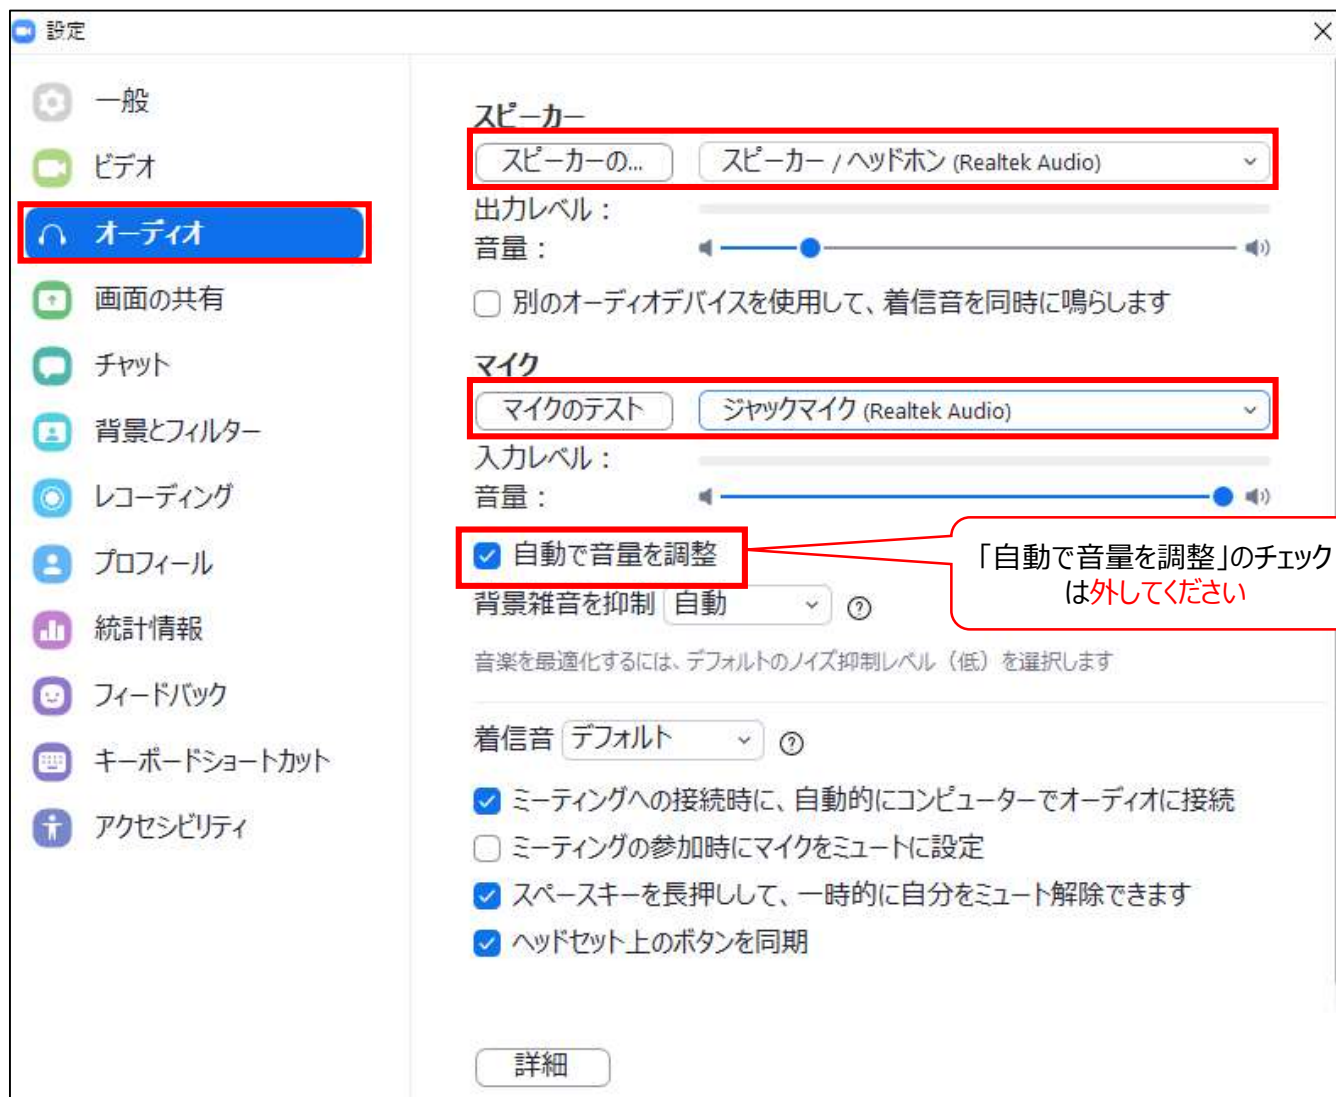 設定
一般
ビデオ
オーディオ
画面の共有
チャット
背景とフィルター
レコーディング
プロフィール
統計情報
フィードバック
キーボードショートカット
アクセシビリティ
スピーカー
スピーカーの... スピーカー / ヘッドホン (Realtek Audio)
出力レベル：
音量：
別のオーディオデバイスを使用して、着信音を同時に鳴らします
マイク
マイクのテスト ジャックマイク (Realtek Audio)
入力レベル：
音量：
自動で音量を調整
「自動で音量を調整」のチェック
は外してください
背景雑音を抑制 自動
音楽を最適化するには、デフォルトのノイズ抑制レベル（低）を選択します
着信音 デフォルト
ミーティングへの接続時に、自動的にコンピューターでオーディオに接続
ミーティングの参加時にマイクをミュートに設定
スペースキーを長押しして、一時的に自分をミュート解除できます
ヘッドセット上のボタンを同期
詳細